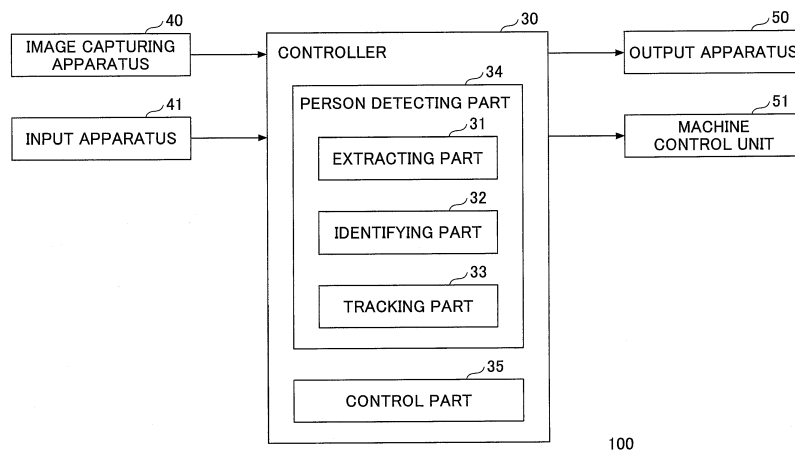 40
IMAGE CAPTURING
APPARATUS
41
INPUT APPARATUS
30
CONTROLLER
34
PERSON DETECTING PART
31
EXTRACTING PART
32
IDENTIFYING PART
33
TRACKING PART
35
CONTROL PART
50
OUTPUT APPARATUS
51
MACHINE
CONTROL UNIT
100